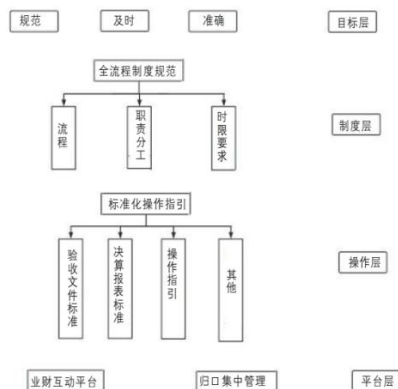 规范 及时 准确 目标层
全流程制度规范
流程 职责分工 时限要求 制度层
标准化操作指引
验收文件标准 决算报表标准 操作指引 其他 操作层
业财互动平台 归口集中管理 平台层